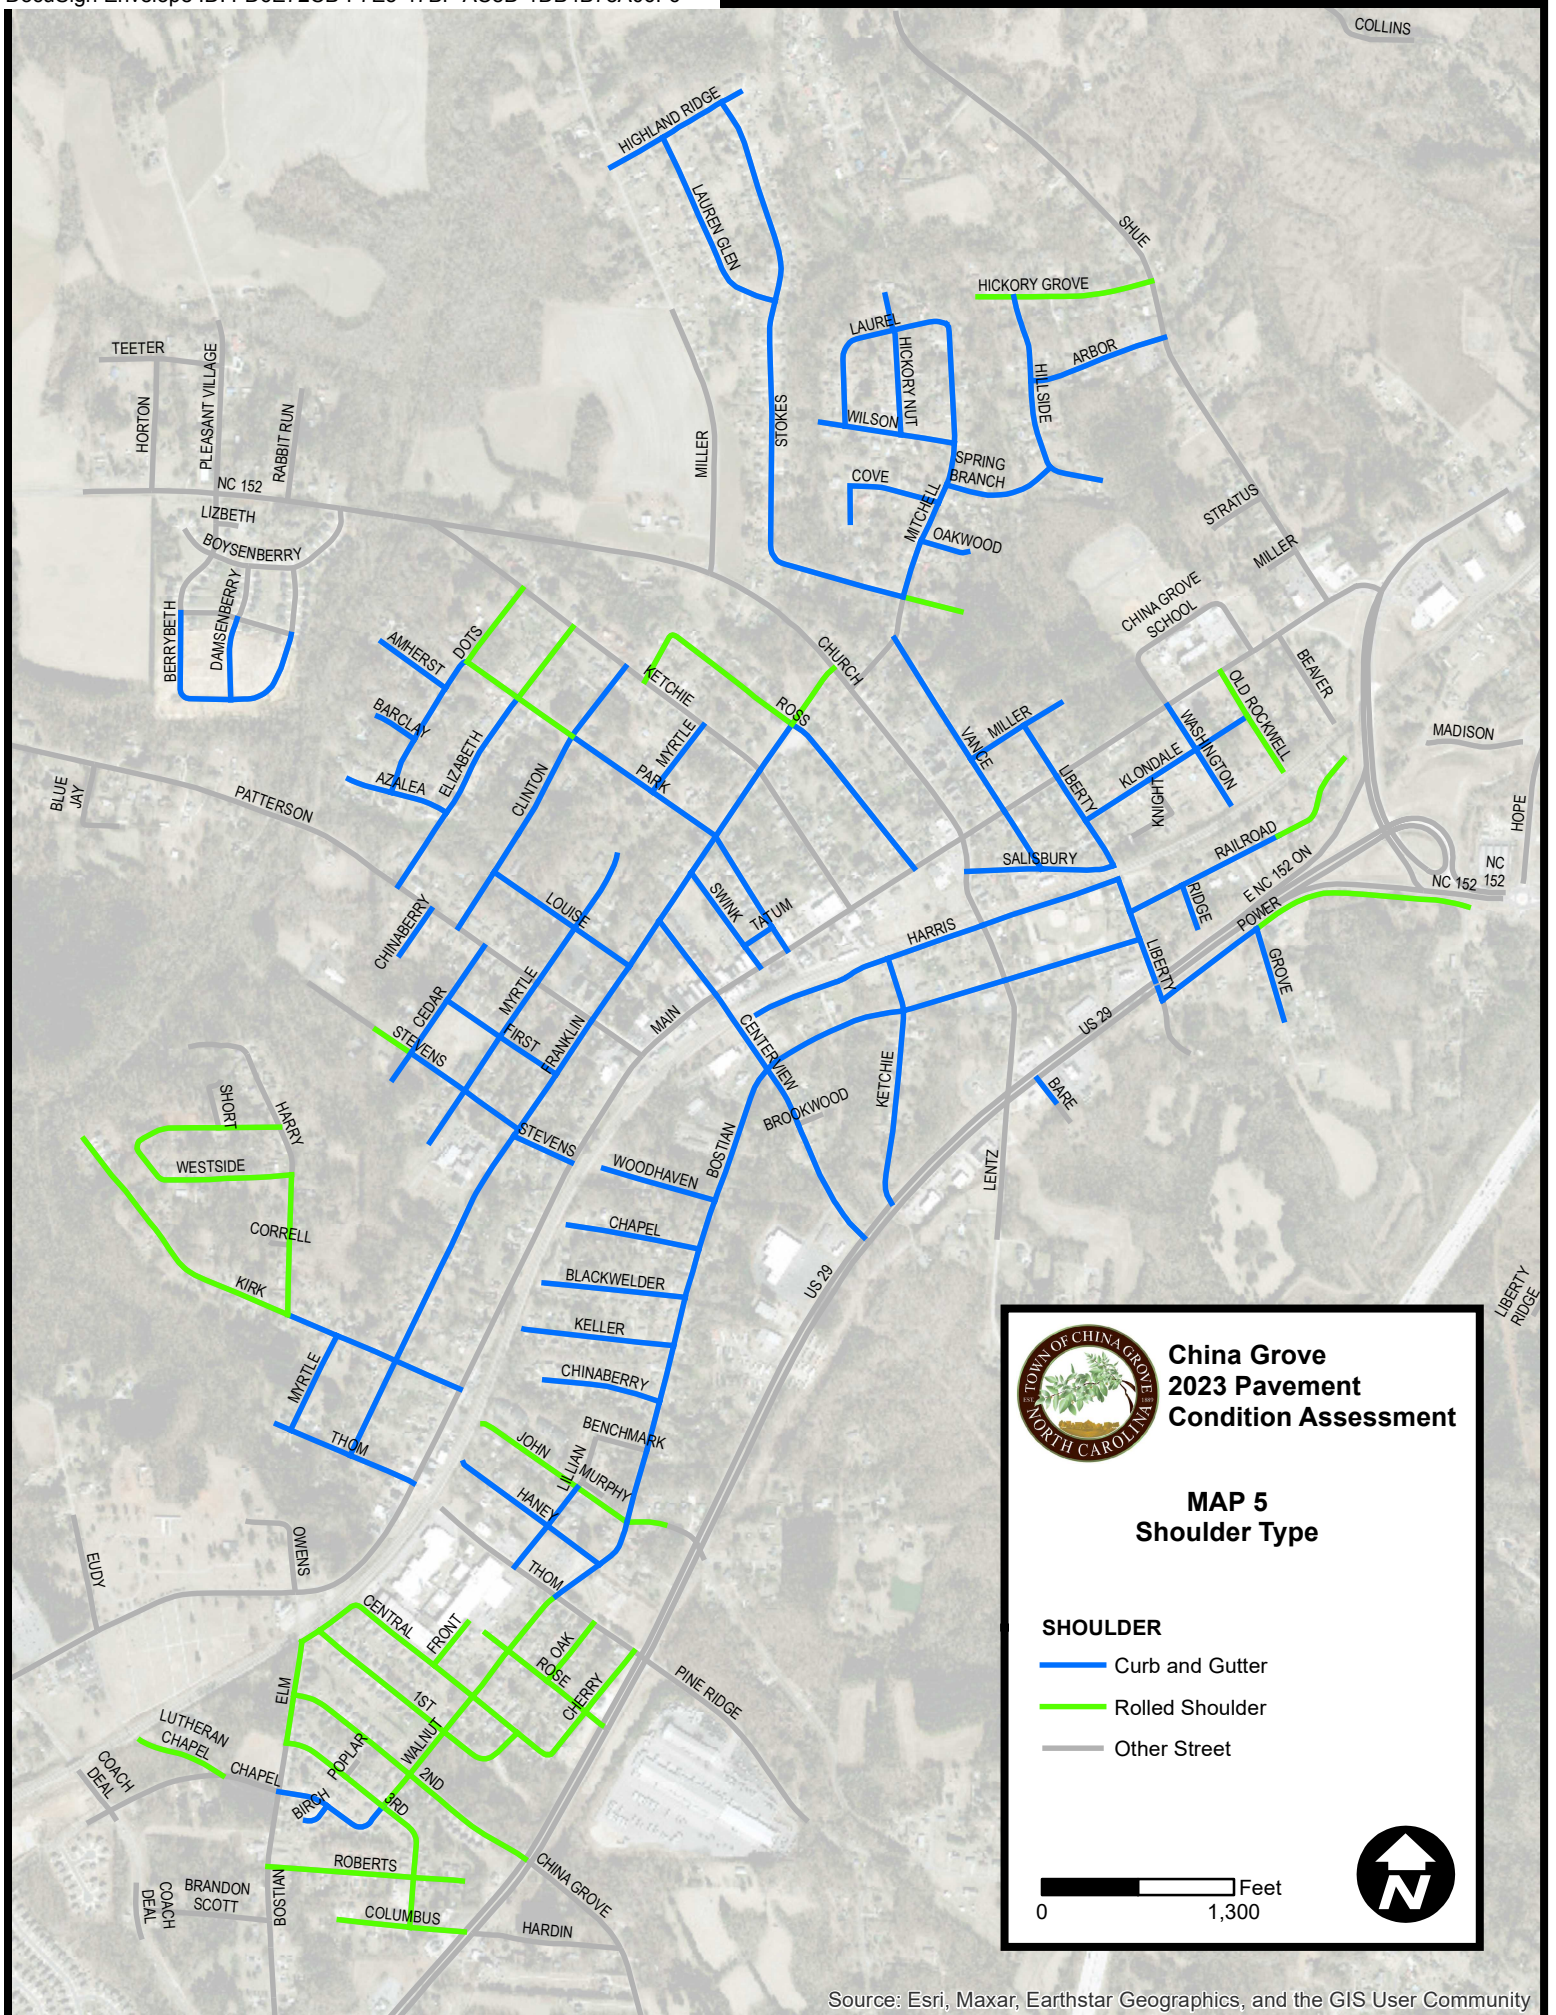 COLLINS
HIGHLAND RIDGE
LAUREN GLEN
SHUE
HICKORY GROVE
LAUREL
HICKORY NUT
ARBOR
HILLSIDE
TEETER
PLEASANT VILLAGE
HORTON
RABBIT RUN
MILLER
STOKES
WILSON
SPRING
BRANCH
COVE
MITCHELL
OAKWOOD
NC 152
LIZBETH
BOYSENBERRY
STRATUS
MILLER
CHINA GROVE
SCHOOL
BERRYBETH
DAMSENBERRY
AMHERST
DOTS
BARCLAY
AZALEA
ELIZABETH
KETCHIE
CHURCH
ROSS
MYRTLE
PARK
CLINTON
VANCE
MILLER
LIBERTY
KLONDALE
KNIGHT
WASHINGTON
OLD ROCKWELL
BEAVER
MADISON
HOPE
BLUE
JAY
PATTERSON
SALISBURY
RAILROAD
E NC 152 ON
NC 152
NC
152
RIDGE
POWER
GROVE
LOUISE
SWINK
TATUM
CHINABERRY
HARRIS
LIBERTY
CEDAR
MYRTLE
FIRST
FRANKLIN
STEVENS
MAIN
CENTERVIEW
US 29
KETCHIE
BROOKWOOD
BARE
SHORT
HARRY
WESTSIDE
STEVENS
WOODHAVEN
BOSTIAN
LENTZ
CORRELL
CHAPEL
KIRK
BLACKWELDER
US 29
LIBERTY
RIDGE
KELLER
MYRTLE
CHINABERRY
THOM
BENCHMARK
JOHN
LILLIAN
MURPHY
HANEY
THOM
OWENS
EUDY
CENTRAL
FRONT
OAK
ROSE
CHERRY
PINE RIDGE
ELM
1ST
WALNUT
POPLAR
2ND
3RD
LUTHERAN
CHAPEL
COACH
DEAL
CHAPEL
BIRCH
ROBERTS
BRANDON
SCOTT
COACH
DEAL
BOSTIAN
COLUMBUS
CHINA GROVE
HARDIN
TOWN OF CHINA GROVE
EST.
1889
NORTH CAROLINA
China Grove
2023 Pavement
Condition Assessment
MAP 5
Shoulder Type
SHOULDER
Curb and Gutter
Rolled Shoulder
Other Street
Feet
0 1,300
N
Source: Esri, Maxar, Earthstar Geographics, and the GIS User Community